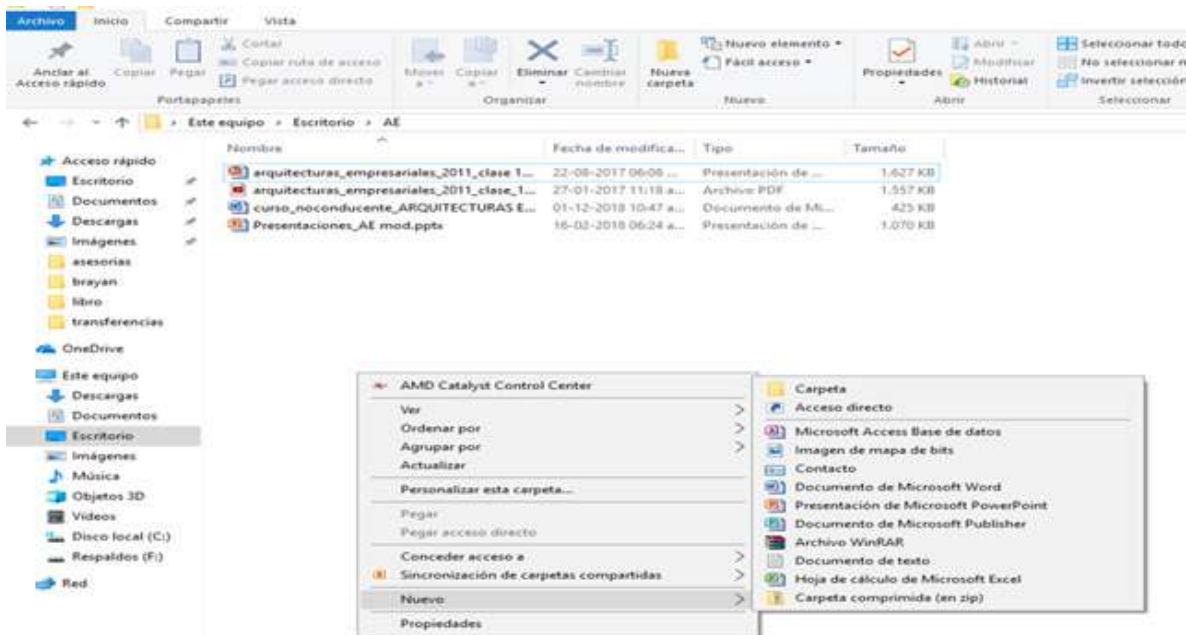 Archivo Inicio Compartir Vista
Anclar al Acceso rápido
Copiar
Pegar
Cortar
Copiar ruta de acceso
Pegar acceso directo
Portapapeles
Mover a
Copiar a
Eliminar
Cambiar nombre
Organizar
Nueva carpeta
Nuevo elemento
Fácil acceso
Nuevo
Propiedades
Abrir
Modificar
Historial
Abrir
Seleccionar todo
No seleccionar n
Invertir selección
Seleccionar
Este equipo > Escritorio > AE
Nombre Fecha de modifica... Tipo Tamaño
arquitecturas_empresariales_2011_clase 1... 22-08-2017 06:08 ... Presentación de ... 1.627 KB
arquitecturas_empresariales_2011_clase_1... 27-01-2017 11:18 a... Archivo PDF 1.557 KB
curso_noconducente_ARQUITECTURAS E... 01-12-2018 10:47 a... Documento de Mi... 425 KB
Presentaciones_AE mod.pptx 16-02-2018 06:24 a... Presentación de ... 1.070 KB
Acceso rápido
Escritorio
Documentos
Descargas
Imágenes
asesorias
brayan
libro
transferencias
OneDrive
Este equipo
Descargas
Documentos
Escritorio
Imágenes
Música
Objetos 3D
Vídeos
Disco local (C:)
Respaldos (F:)
Red
AMD Catalyst Control Center
Ver >
Ordenar por >
Agrupar por >
Actualizar
Personalizar esta carpeta...
Pegar
Pegar acceso directo
Conceder acceso a >
Sincronización de carpetas compartidas >
Nuevo >
Propiedades
Carpeta
Acceso directo
Microsoft Access Base de datos
Imagen de mapa de bits
Contacto
Documento de Microsoft Word
Presentación de Microsoft PowerPoint
Documento de Microsoft Publisher
Archivo WinRAR
Documento de texto
Hoja de cálculo de Microsoft Excel
Carpeta comprimida (en zip)